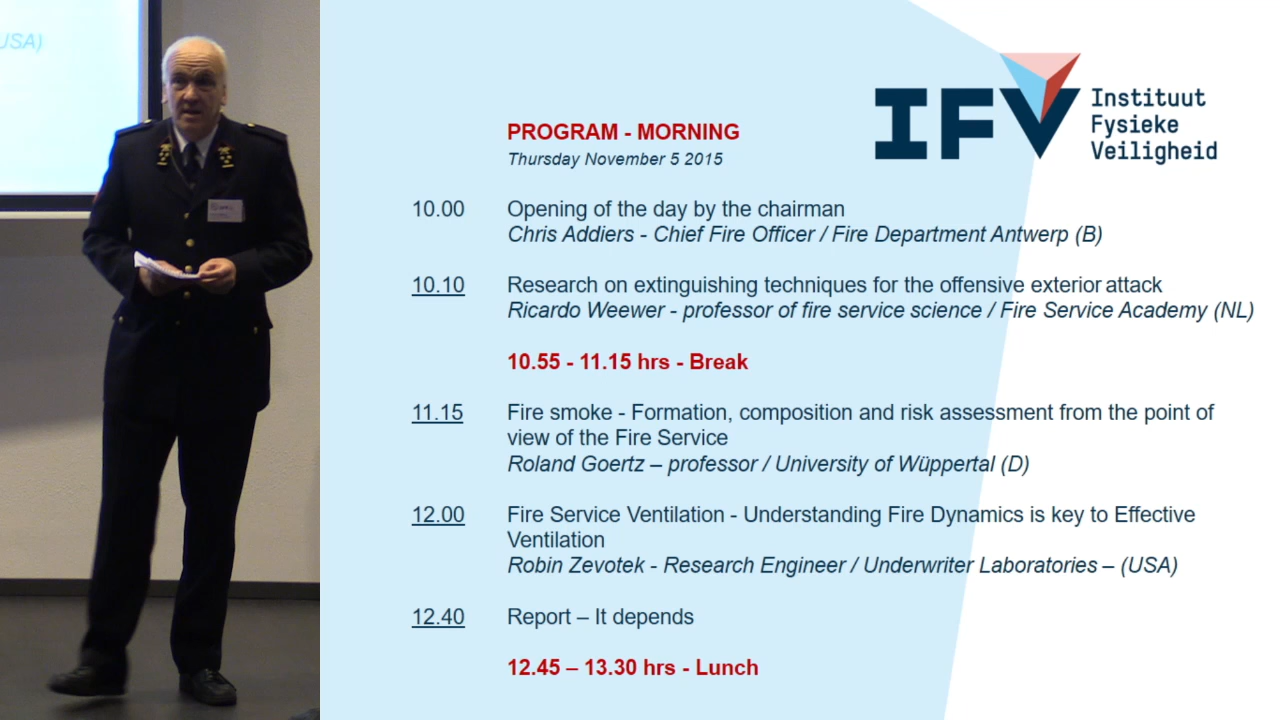 USA)
IFV Instituut
Fysieke
Veiligheid
PROGRAM - MORNING
Thursday November 5 2015
10.00 Opening of the day by the chairman
Chris Addiers - Chief Fire Officer / Fire Department Antwerp (B)
10.10 Research on extinguishing techniques for the offensive exterior attack
Ricardo Weewer - professor of fire service science / Fire Service Academy (NL)
10.55 - 11.15 hrs - Break
11.15 Fire smoke - Formation, composition and risk assessment from the point of
view of the Fire Service
Roland Goertz – professor / University of Wüppertal (D)
12.00 Fire Service Ventilation - Understanding Fire Dynamics is key to Effective
Ventilation
Robin Zevotek - Research Engineer / Underwriter Laboratories – (USA)
12.40 Report – It depends
12.45 – 13.30 hrs - Lunch